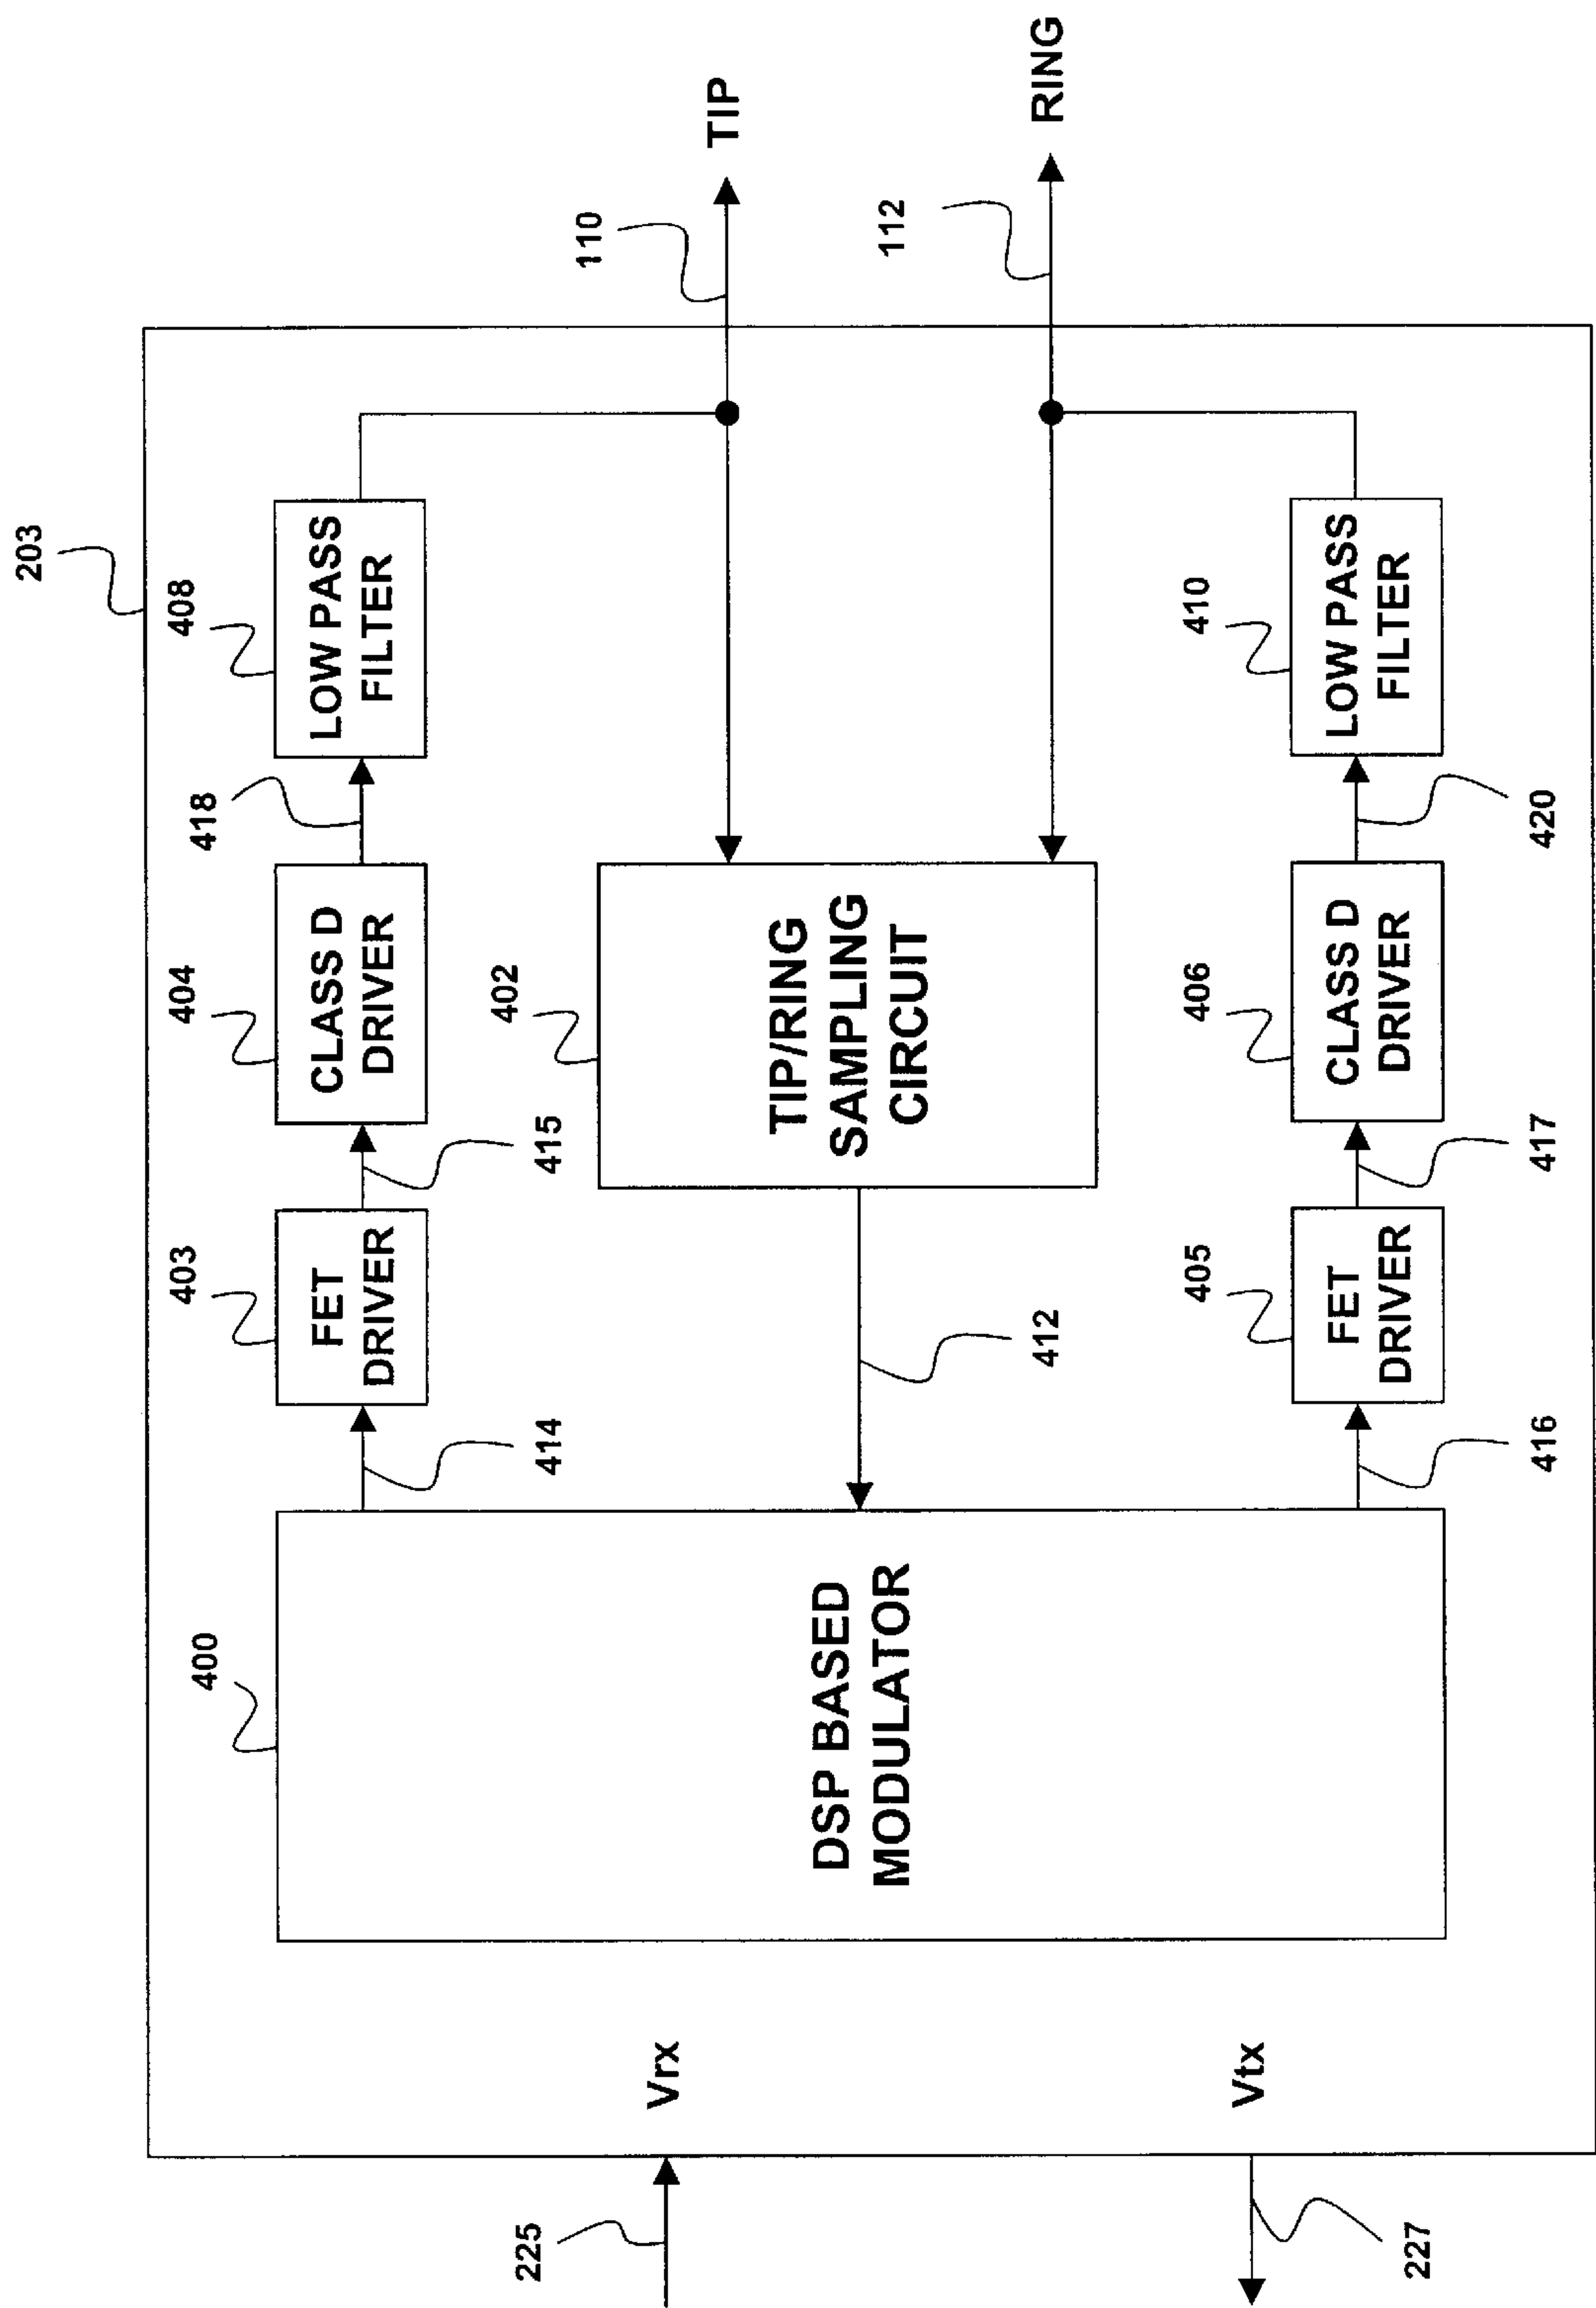 203
408
LOW PASS
FILTER
418
404
CLASS D
DRIVER
415
403
FET
DRIVER
414
400
DSP BASED
MODULATOR
412
402
TIP/RING
SAMPLING
CIRCUIT
110
TIP
112
RING
410
LOW PASS
FILTER
420
406
CLASS D
DRIVER
417
405
FET
DRIVER
416
225
Vrx
227
Vtx